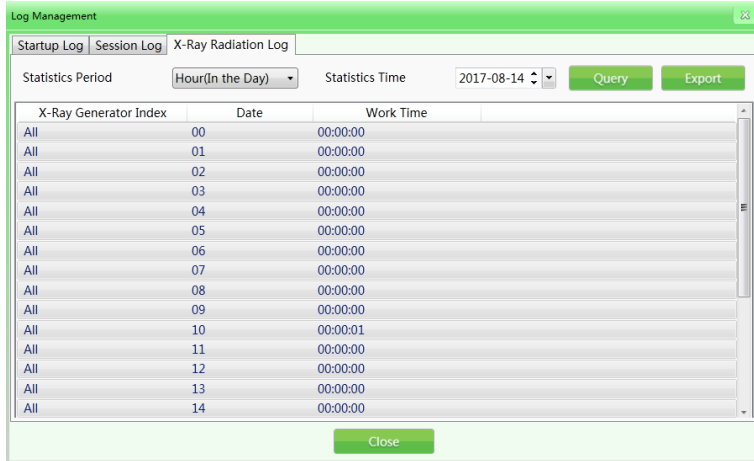 Log Management
Startup Log Session Log X-Ray Radiation Log
Statistics Period Hour(In the Day) Statistics Time 2017-08-14 Query Export
X-Ray Generator Index Date Work Time
All 00 00:00:00
All 01 00:00:00
All 02 00:00:00
All 03 00:00:00
All 04 00:00:00
All 05 00:00:00
All 06 00:00:00
All 07 00:00:00
All 08 00:00:00
All 09 00:00:00
All 10 00:00:01
All 11 00:00:00
All 12 00:00:00
All 13 00:00:00
All 14 00:00:00
Close